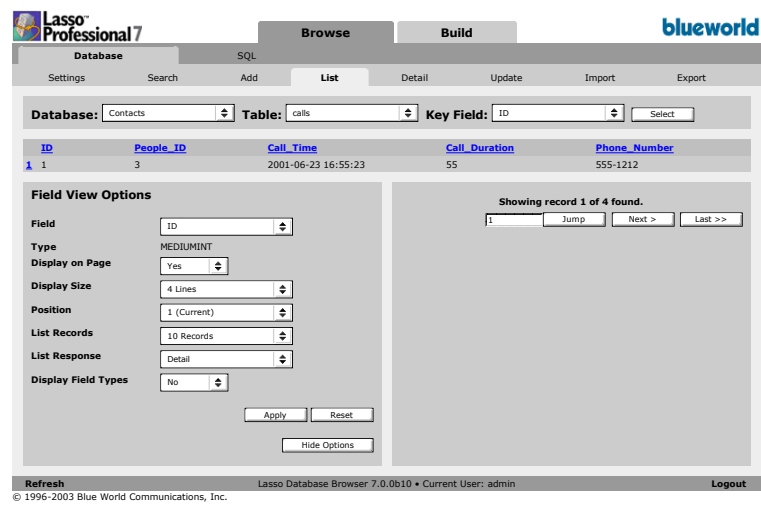 Lasso™
Professional 7
Browse Build
blueworld
Database SQL
Settings Search Add List Detail Update Import Export
Database: Contacts Table: calls Key Field: ID Select
ID People_ID Call_Time Call_Duration Phone_Number
1 1 3 2001-06-23 16:55:23 55 555-1212
Field View Options
Showing record 1 of 4 found.
1 Jump Next > Last >>
Field ID
Type MEDIUMINT
Display on Page Yes
Display Size 4 Lines
Position 1 (Current)
List Records 10 Records
List Response Detail
Display Field Types No
Apply Reset
Hide Options
Refresh Lasso Database Browser 7.0.0b10 • Current User: admin Logout
© 1996-2003 Blue World Communications, Inc.